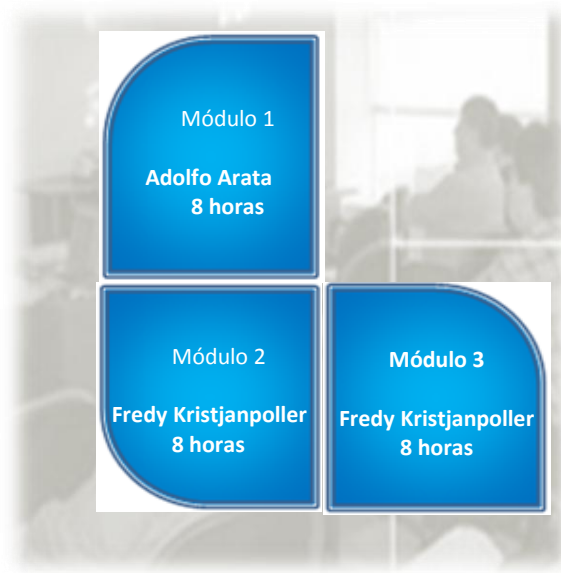 Módulo 1
Adolfo Arata
8 horas
Módulo 2
Fredy Kristjanpoller
8 horas
Módulo 3
Fredy Kristjanpoller
8 horas